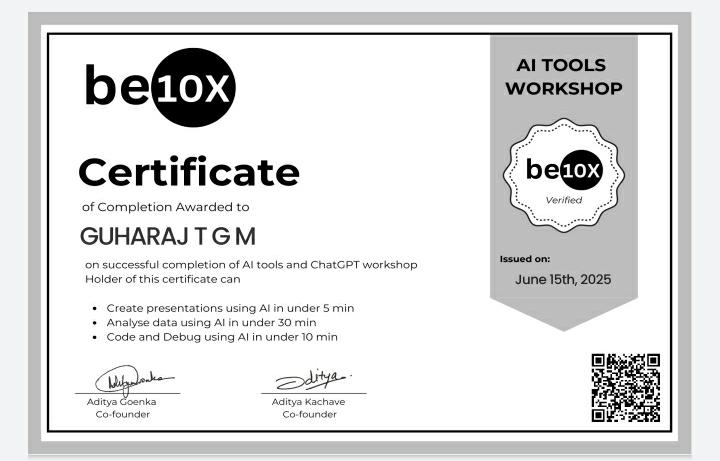 be10X
Certificate
of Completion Awarded to
GUHARAJ T G M
on successful completion of AI tools and ChatGPT workshop
Holder of this certificate can
• Create presentations using AI in under 5 min
• Analyse data using AI in under 30 min
• Code and Debug using AI in under 10 min
Aditya Goenka
Co-founder
Aditya.
Aditya Kachave
Co-founder
AI TOOLS
WORKSHOP
be10X
Verified
Issued on:
June 15th, 2025